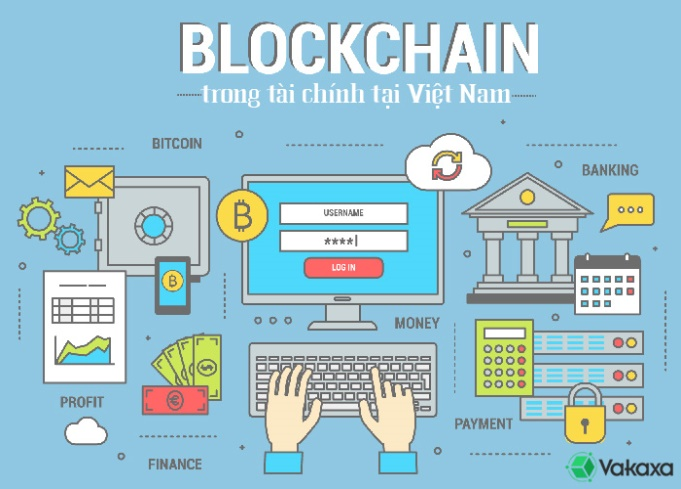 BLOCKCHAIN
trong tài chính tại Việt Nam
BITCOIN
BANKING
USERNAME
****|
LOG IN
MONEY
PROFIT
PAYMENT
FINANCE
Vakaxa